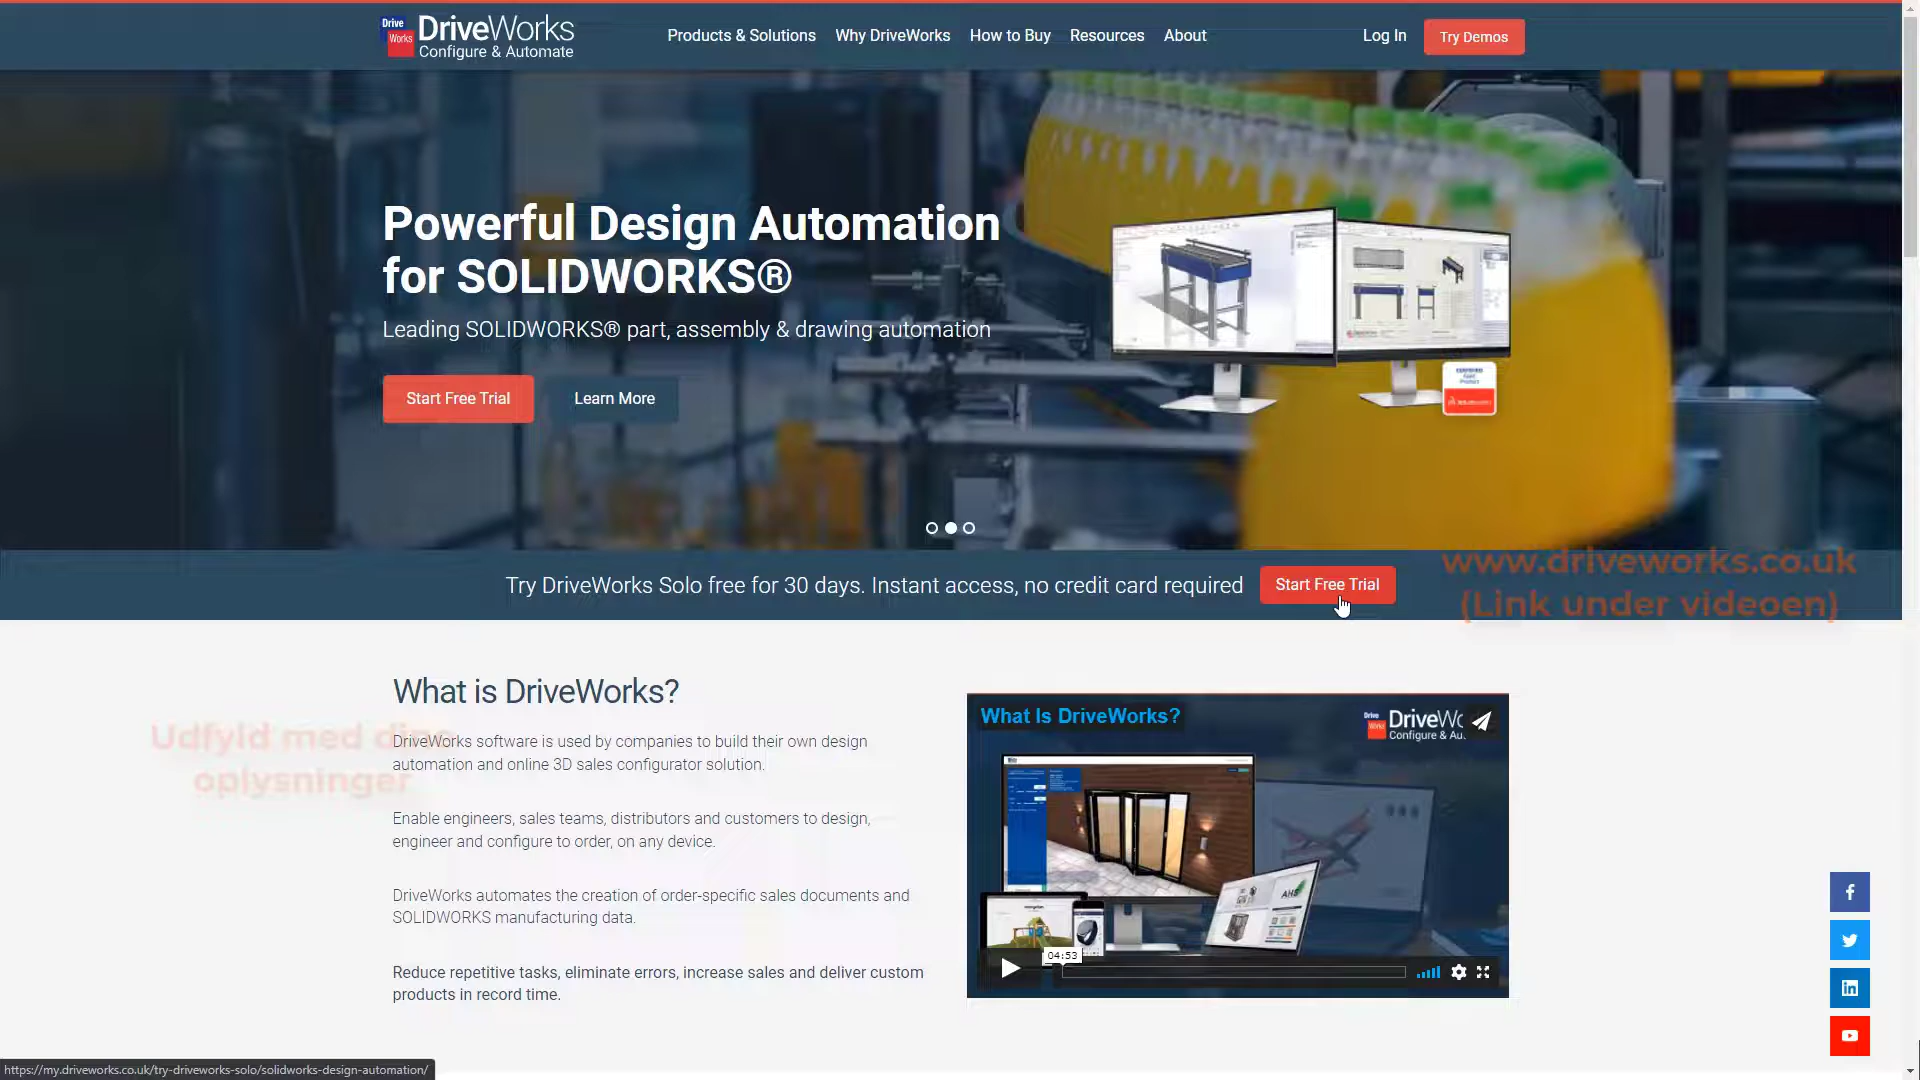 Drive
Works
DriveWorks
Configure & Automate
Products & Solutions
Why DriveWorks
How to Buy
Resources
About
Log In
Try Demos
Powerful Design Automation
for SOLIDWORKS®
Leading SOLIDWORKS® part, assembly & drawing automation
Start Free Trial
Learn More
Try DriveWorks Solo free for 30 days. Instant access, no credit card required
Start Free Trial
www.driveworks.co.uk
(Link under videoen)
What is DriveWorks?
Udfyld med dine
oplysninger
DriveWorks software is used by companies to build their own design
automation and online 3D sales configurator solution.
Enable engineers, sales teams, distributors and customers to design,
engineer and configure to order, on any device.
DriveWorks automates the creation of order-specific sales documents and
SOLIDWORKS manufacturing data.
Reduce repetitive tasks, eliminate errors, increase sales and deliver custom
products in record time.
What Is DriveWorks?
Drive
Works
DriveWo
Configure & Au
04:53
https://my.driveworks.co.uk/try-driveworks-solo/solidworks-design-automation/